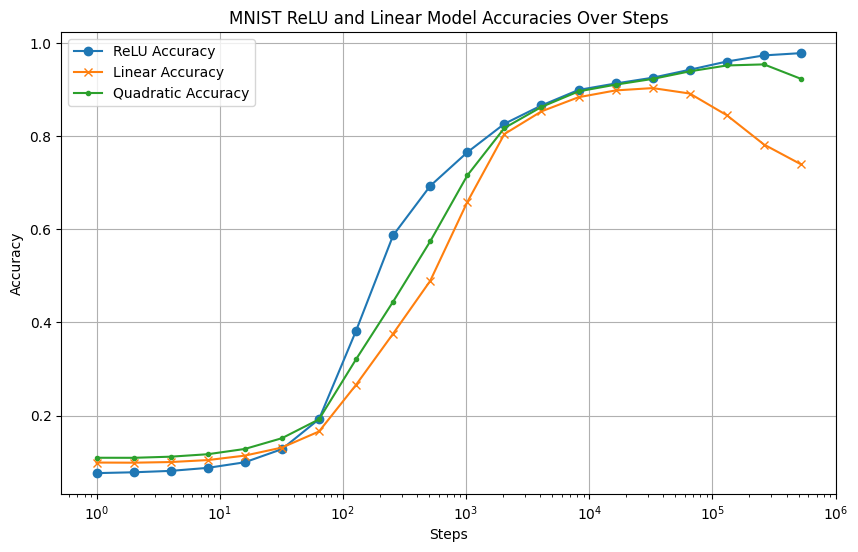 MNIST ReLU and Linear Model Accuracies Over Steps
ReLU Accuracy
Linear Accuracy
Quadratic Accuracy
Accuracy
1.0
0.8
0.6
0.4
0.2
10⁰ 10¹ 10² 10³ 10⁴ 10⁵ 10⁶
Steps